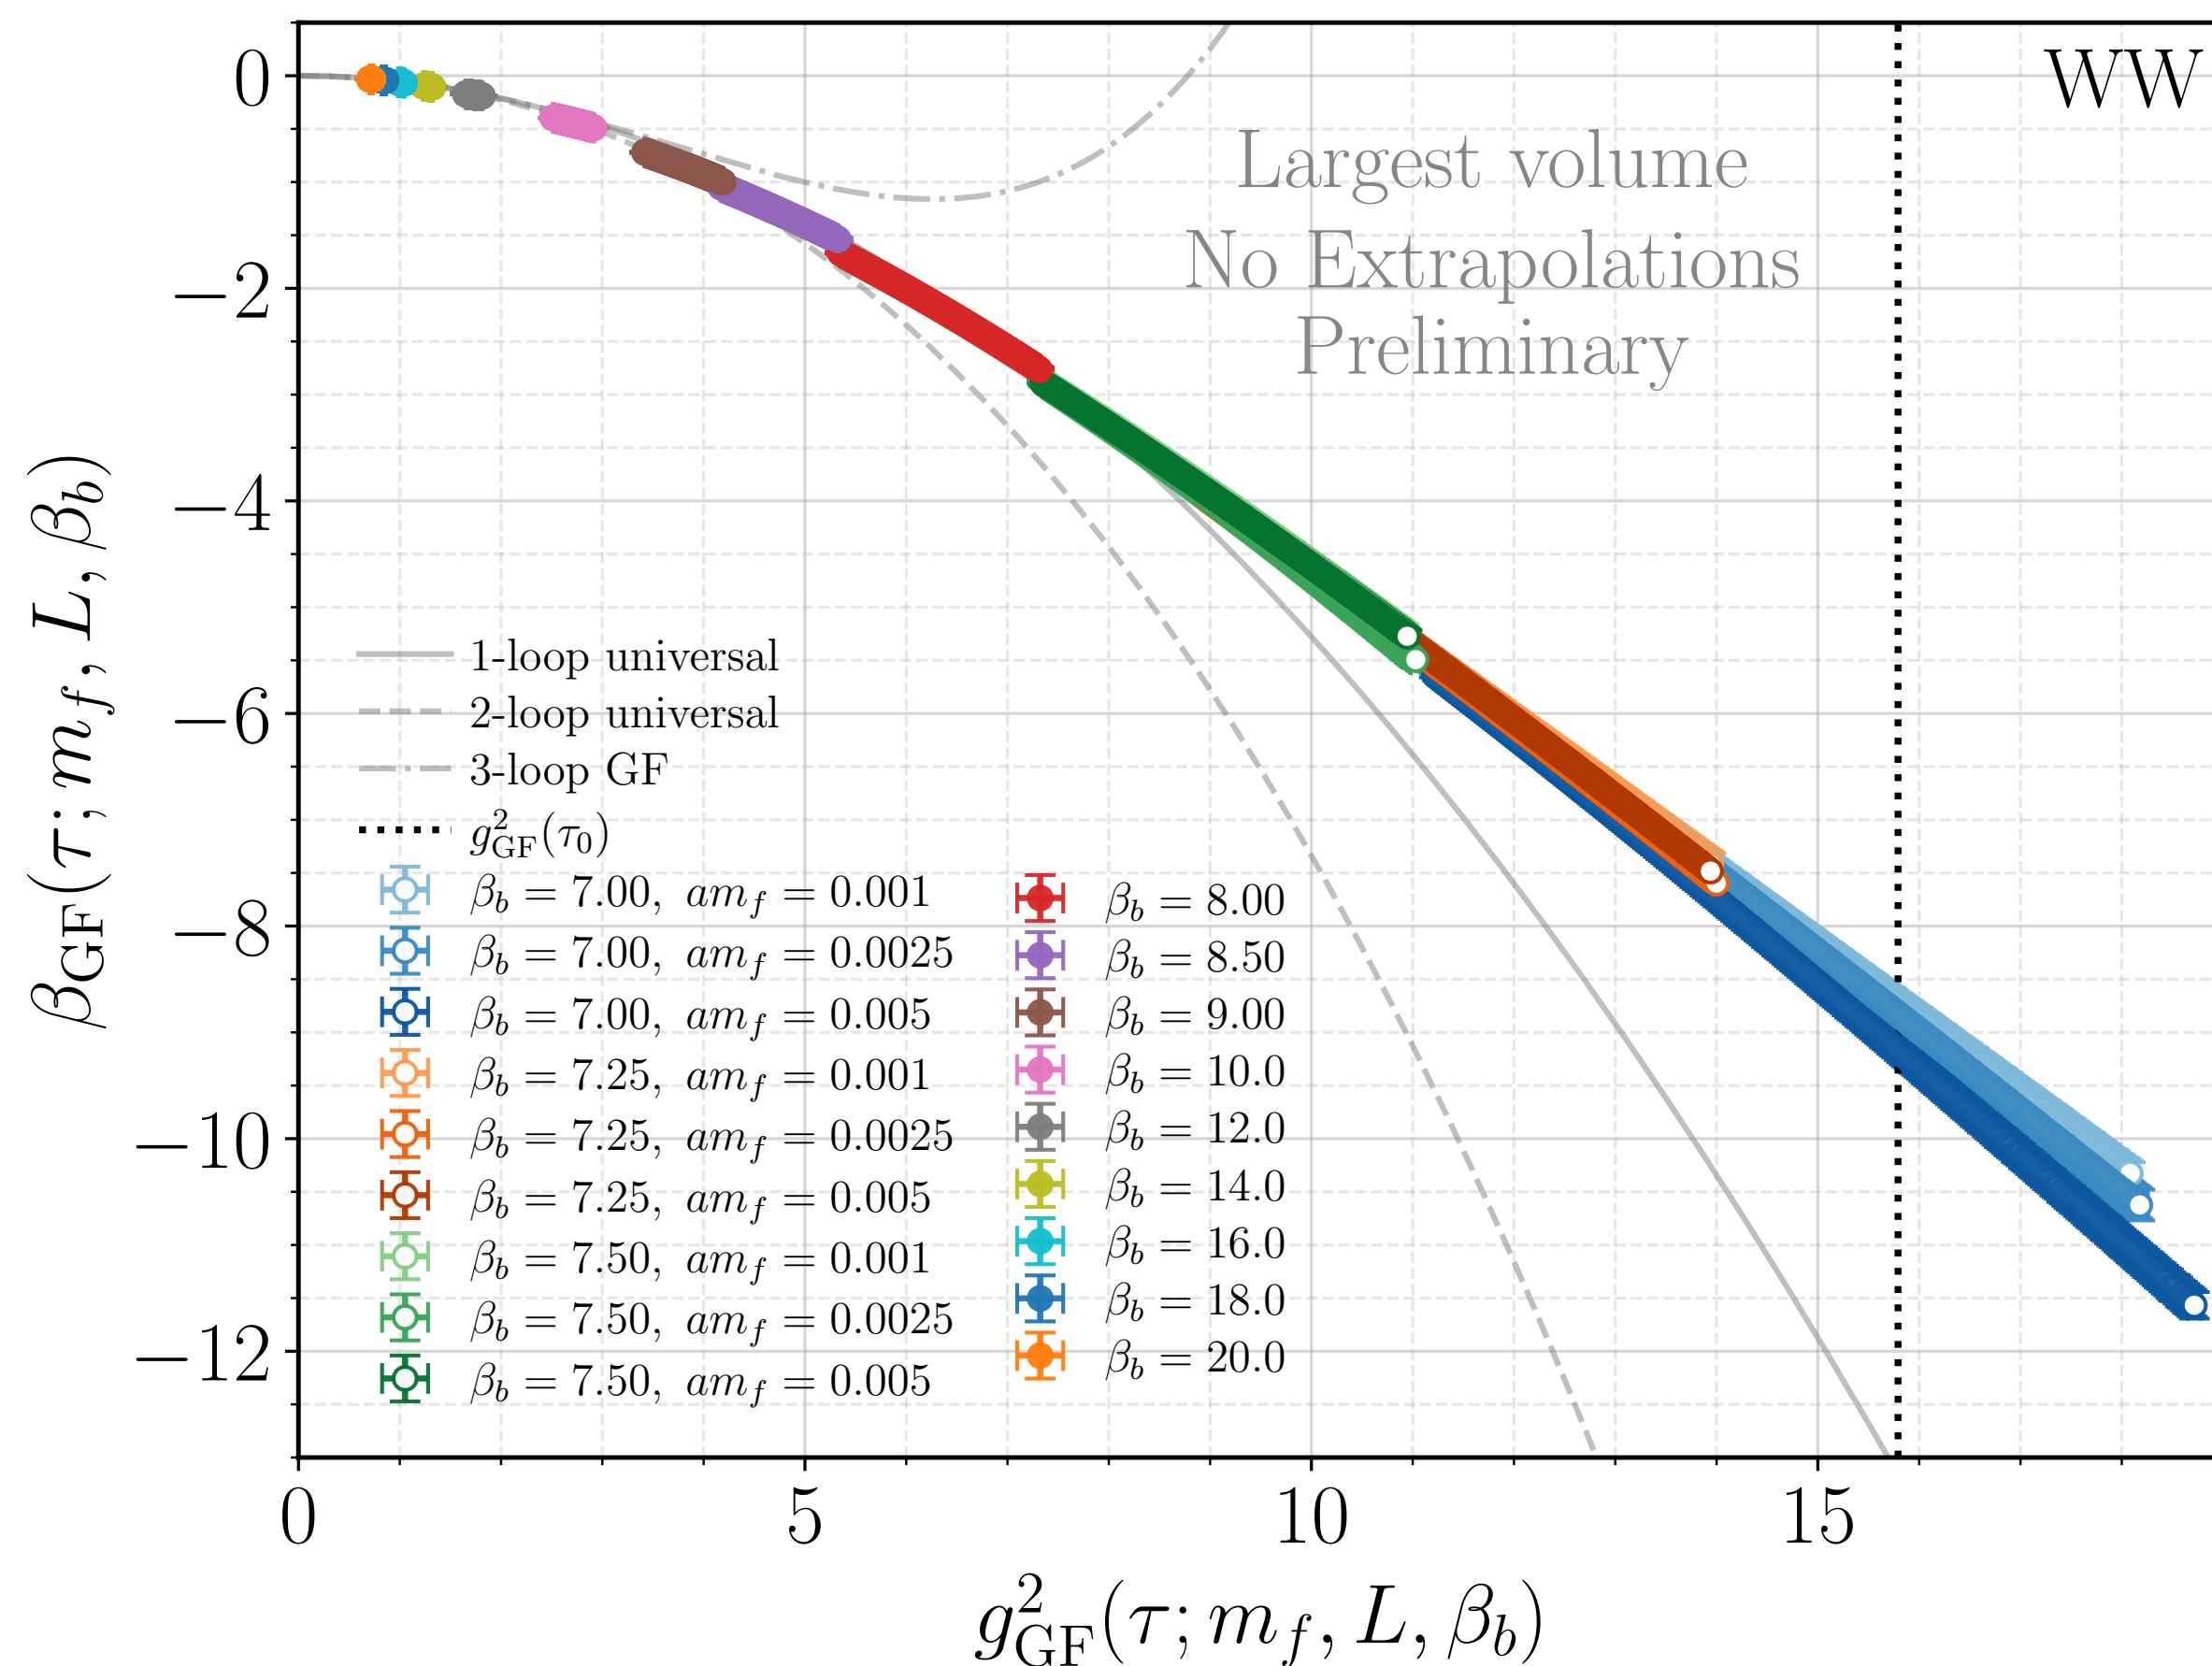 WW
Largest volume
No Extrapolations
Preliminary
0
−2
−4
−6
−8
−10
−12
β_GF(τ; m_f, L, β_b)
1-loop universal
2-loop universal
3-loop GF
g²_GF(τ₀)
β_b = 7.00, am_f = 0.001
β_b = 7.00, am_f = 0.0025
β_b = 7.00, am_f = 0.005
β_b = 7.25, am_f = 0.001
β_b = 7.25, am_f = 0.0025
β_b = 7.25, am_f = 0.005
β_b = 7.50, am_f = 0.001
β_b = 7.50, am_f = 0.0025
β_b = 7.50, am_f = 0.005
β_b = 8.00
β_b = 8.50
β_b = 9.00
β_b = 10.0
β_b = 12.0
β_b = 14.0
β_b = 16.0
β_b = 18.0
β_b = 20.0
0 5 10 15
g²_GF(τ; m_f, L, β_b)